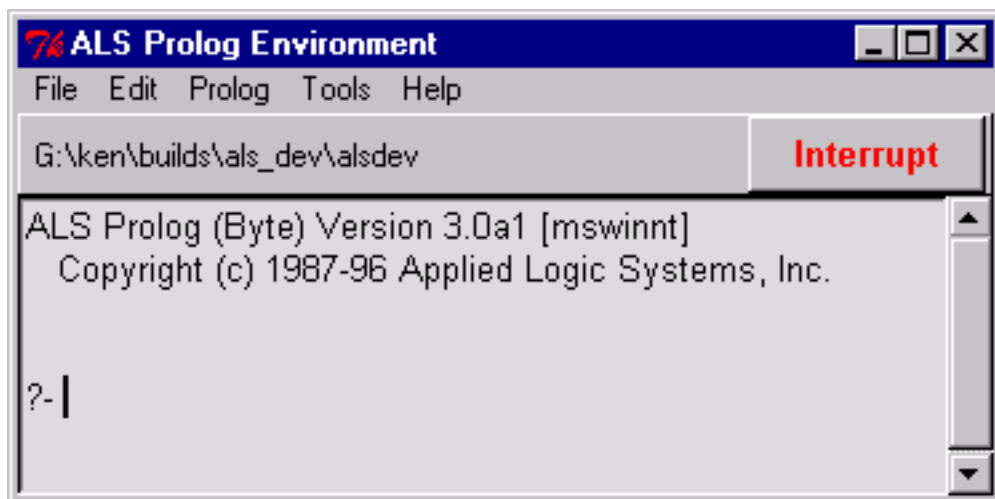 ALS Prolog Environment
File Edit Prolog Tools Help
G:\ken\builds\als_dev\alsdev Interrupt
ALS Prolog (Byte) Version 3.0a1 [mswinnt]
Copyright (c) 1987-96 Applied Logic Systems, Inc.
?-